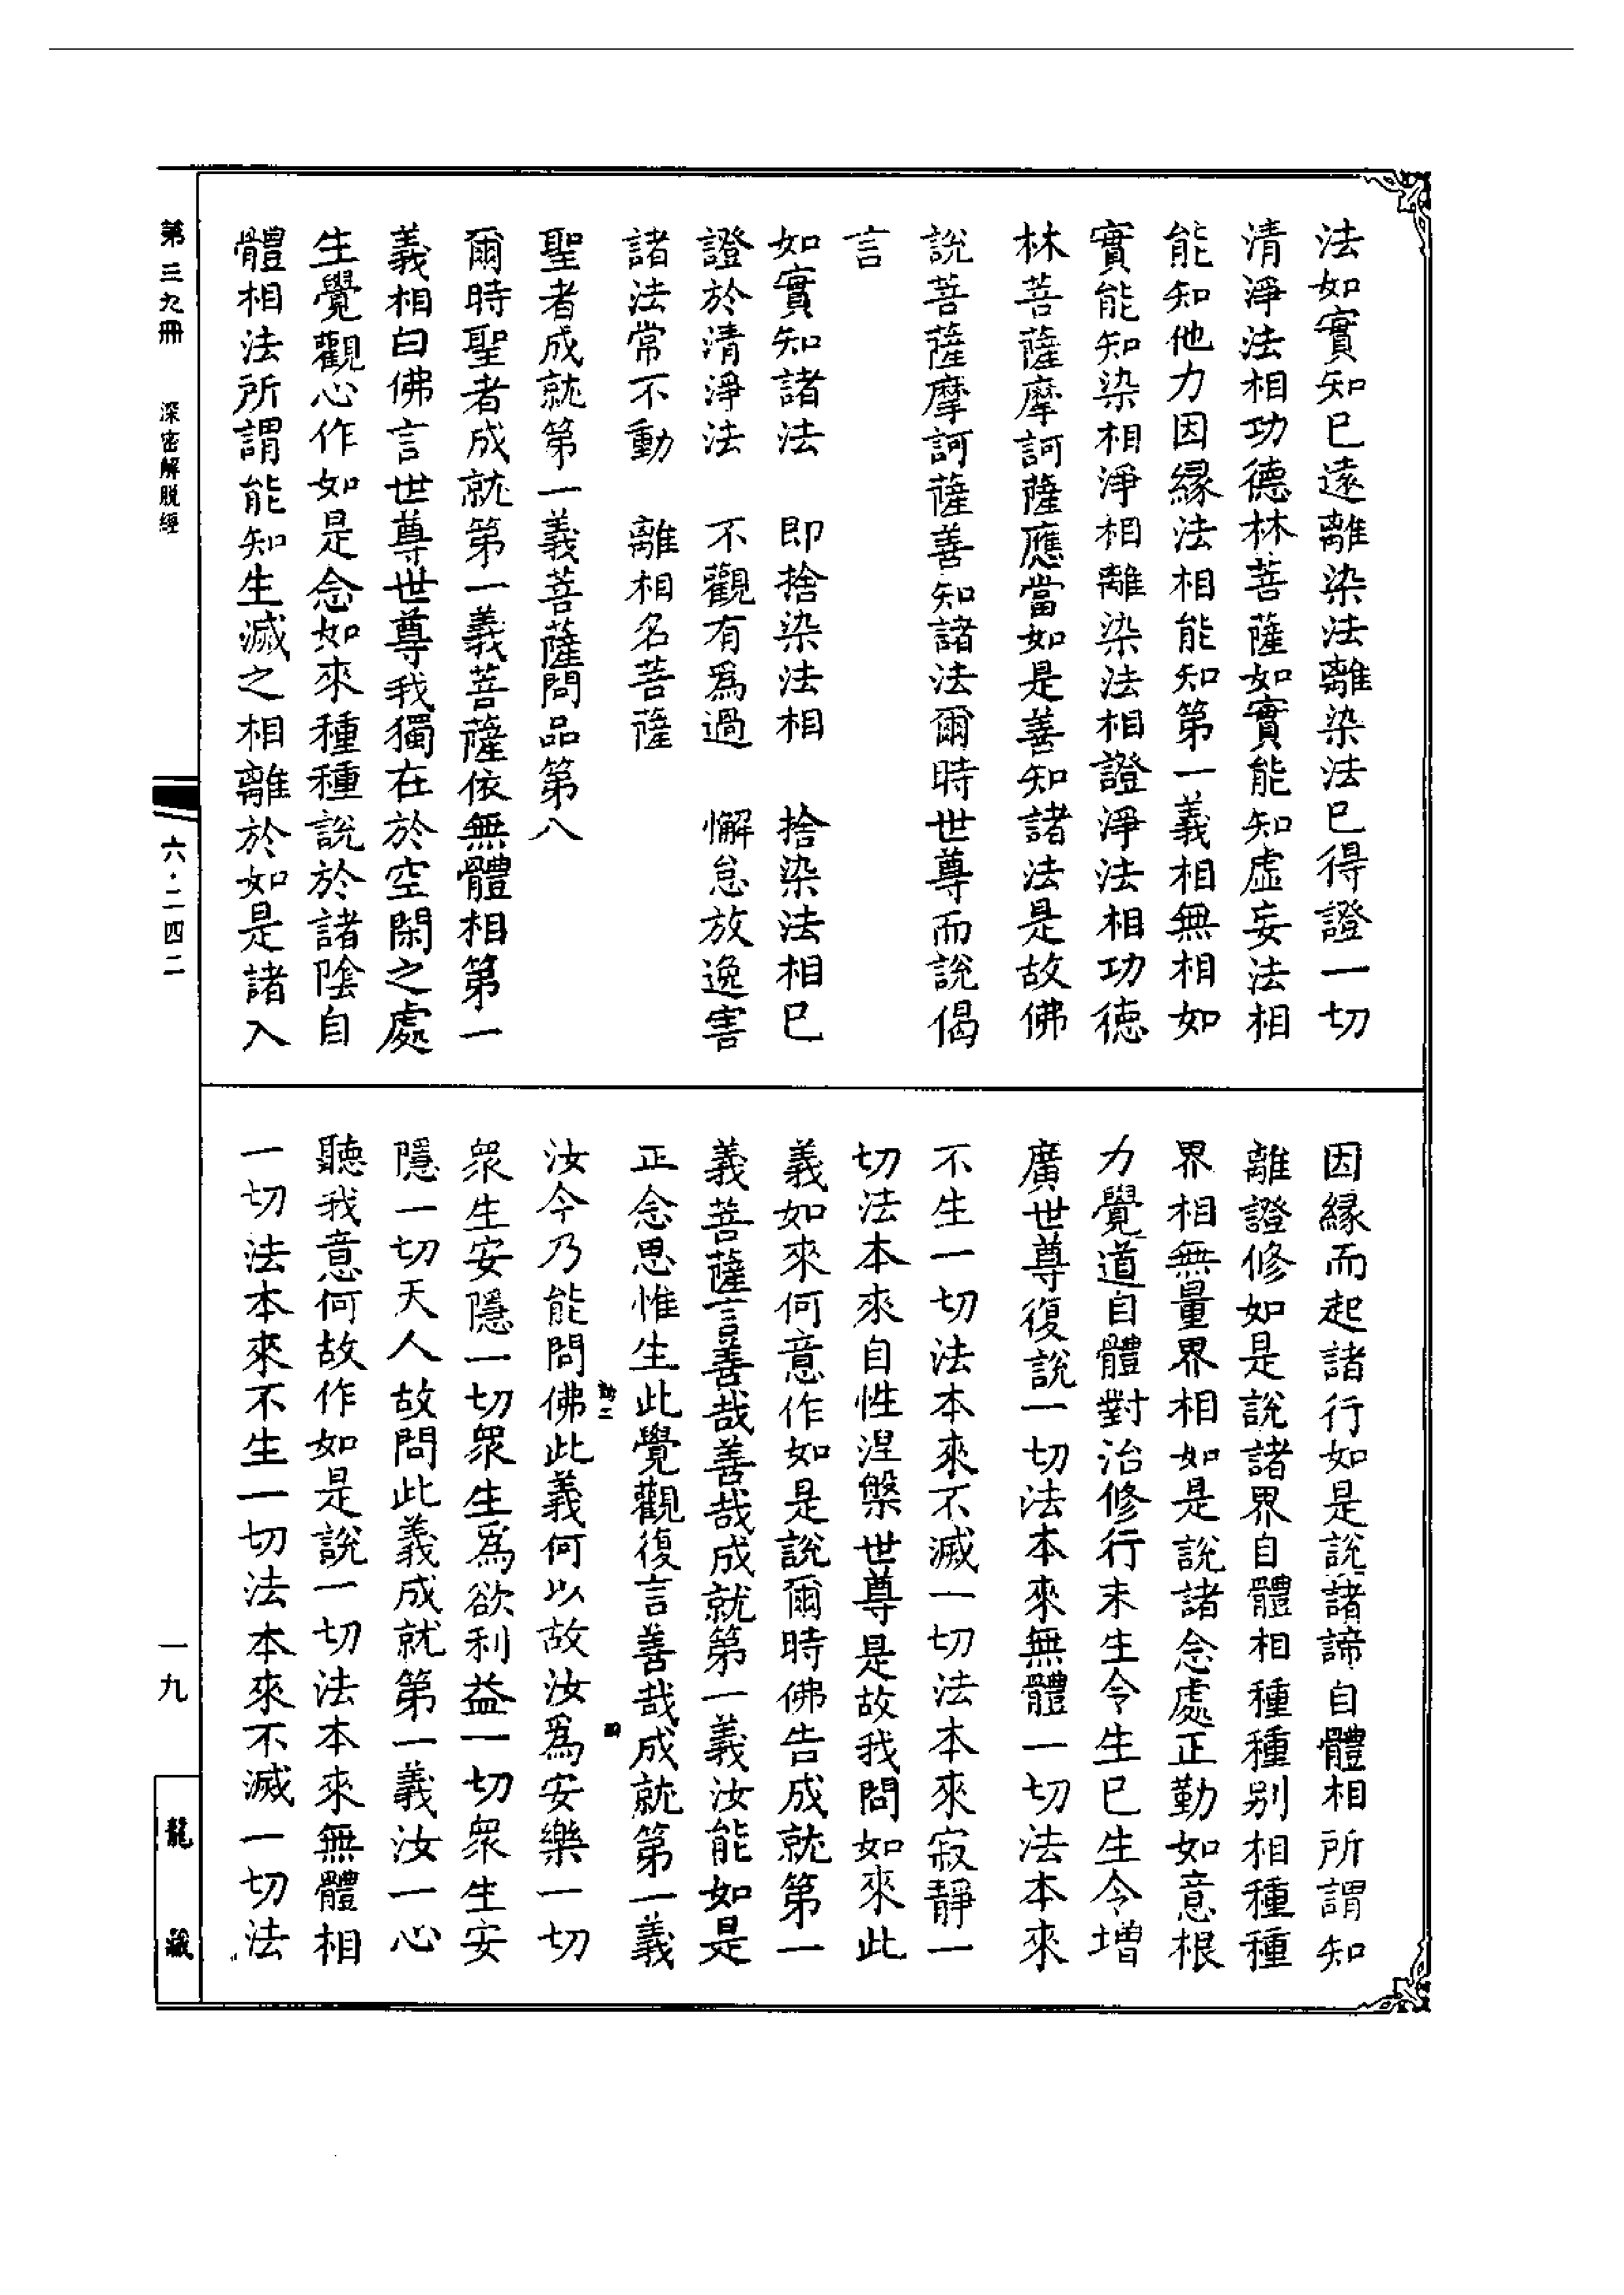 法如實知已遠離染法離染法已得證一切
清淨法相功德林菩薩如實能知虛妄法相
能知他力因緣法相能知第一義相無相如
實能知染相淨相離染法相證淨法相功德
林菩薩摩訶薩應當如是善知諸法是故佛
說菩薩摩訶薩善知諸法爾時世尊而說偈
言
如實知諸法　即捨染法相　捨染法相已
證於清淨法　不觀有爲過　懈怠放逸害
諸法常不動　離相名菩薩
聖者成就第一義菩薩問品第八
爾時聖者成就第一義菩薩依無體相第一
義相白佛言世尊世尊我獨在於空閑之處
生覺觀心作如是念如來種種說於諸陰自
體相法所謂能知生滅之相離於如是諸入
因緣而起諸行如是說諸諦自體相所謂知
離證修如是說諸界自體相種種别相種種
界相無量界界相如是說諸念處正勤如意根
力覺道自體對治修行未生令生已生令增
廣世尊復說一切法本來無體一切法本來
不生一切法本來不滅一切法本來寂靜一
切法本來自性涅槃世尊是故我問如來此
義如來何意作如是說爾時佛告成就第一
義菩薩言善哉善哉成就第一義汝能如是
正念思惟生此覺觀復言善哉成就第一義
汝今乃能問佛此義何以故汝爲安樂一切
衆生安隱一切衆生爲欲利益一切衆生安
隱一切天人故問此義成就第一義汝一心
聽我意何故作如是說一切法本來無體相
一切法本來不生一切法本來不滅一切法
第三九冊　深密解脱經
六·二四二
一九
龍藏